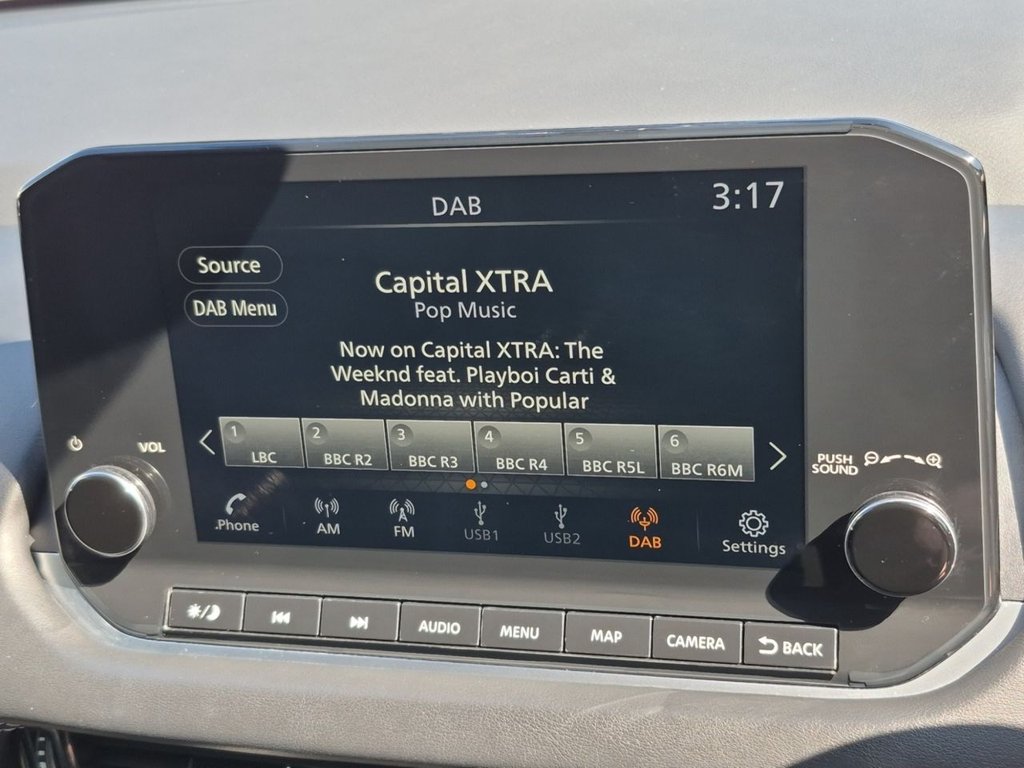 DAB
3:17
Source
DAB Menu
Capital XTRA
Pop Music
Now on Capital XTRA: The
Weeknd feat. Playboi Carti &
Madonna with Popular
1 LBC
2 BBC R2
3 BBC R3
4 BBC R4
5 BBC R5L
6 BBC R6M
VOL
PUSH
SOUND
Phone
AM
FM
USB1
USB2
DAB
Settings
AUDIO
MENU
MAP
CAMERA
BACK